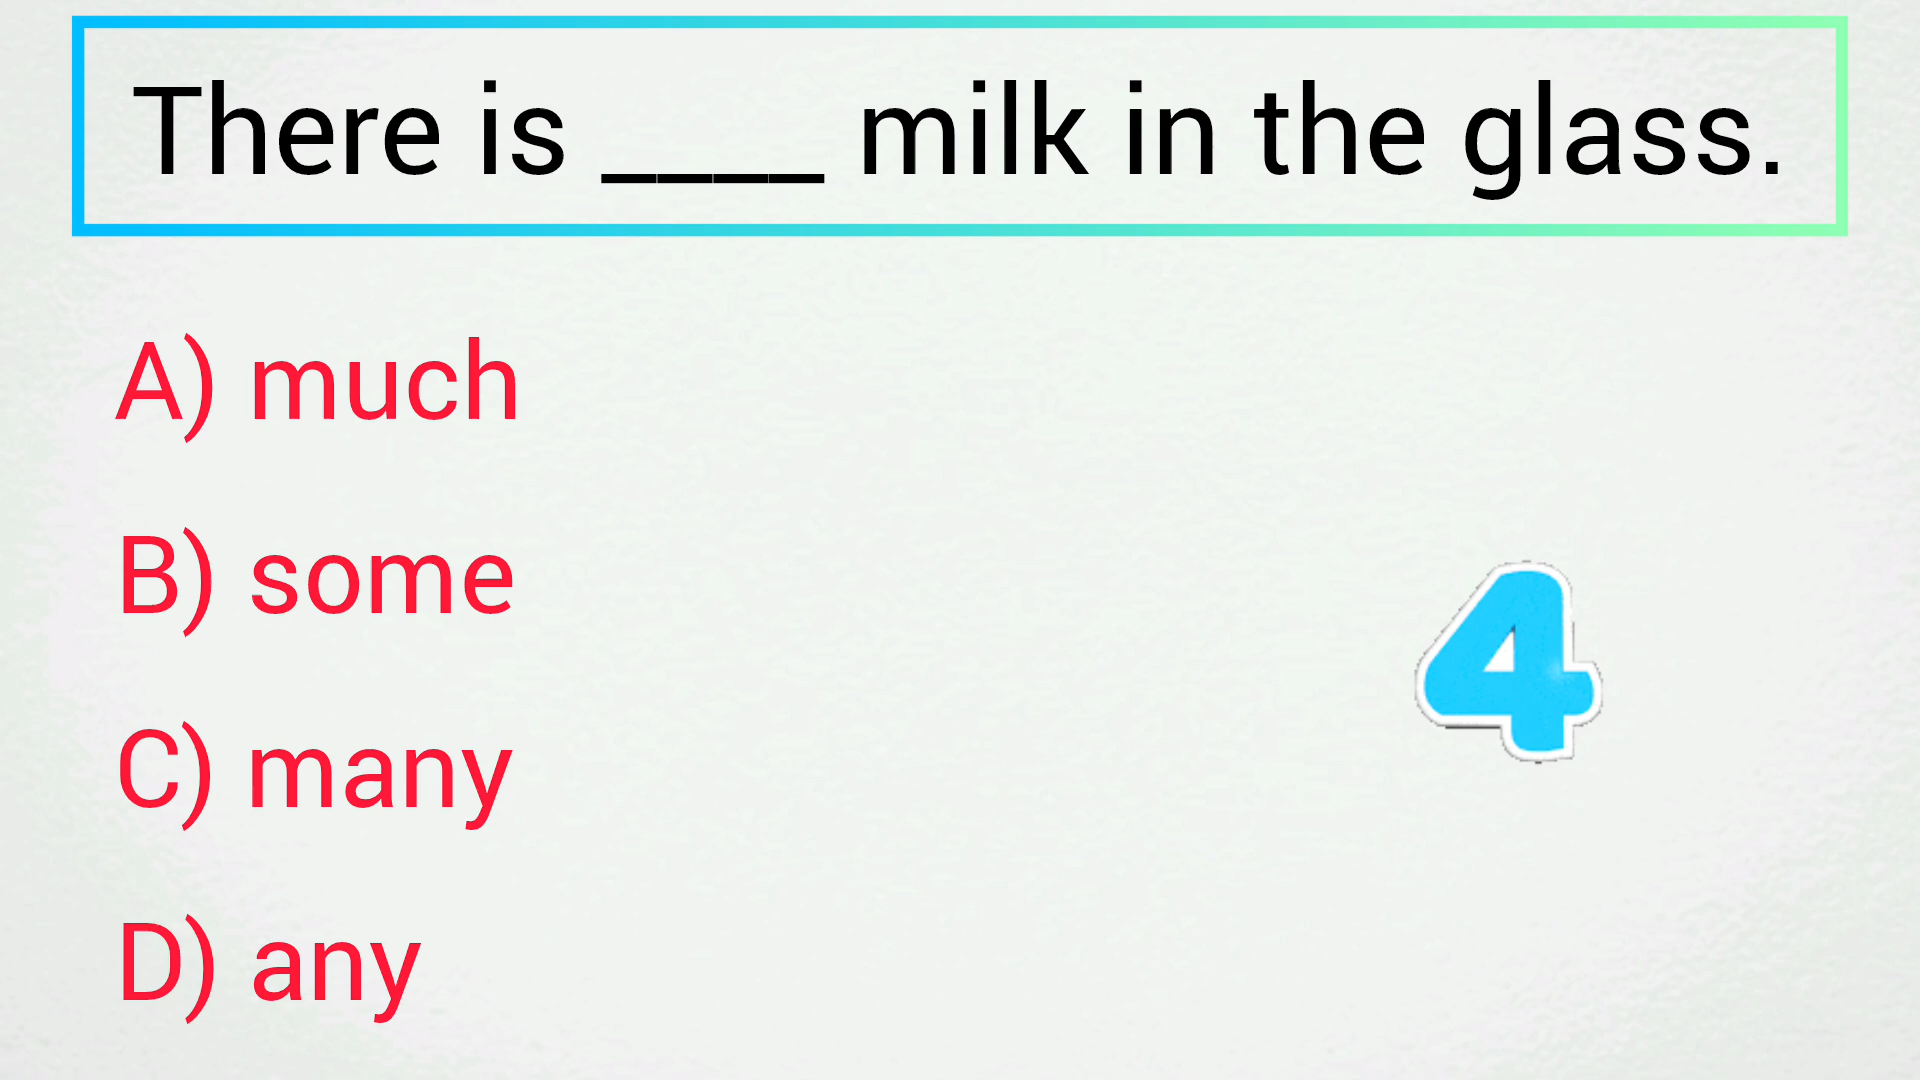 There is ____ milk in the glass.
A) much
B) some
4
C) many
D) any